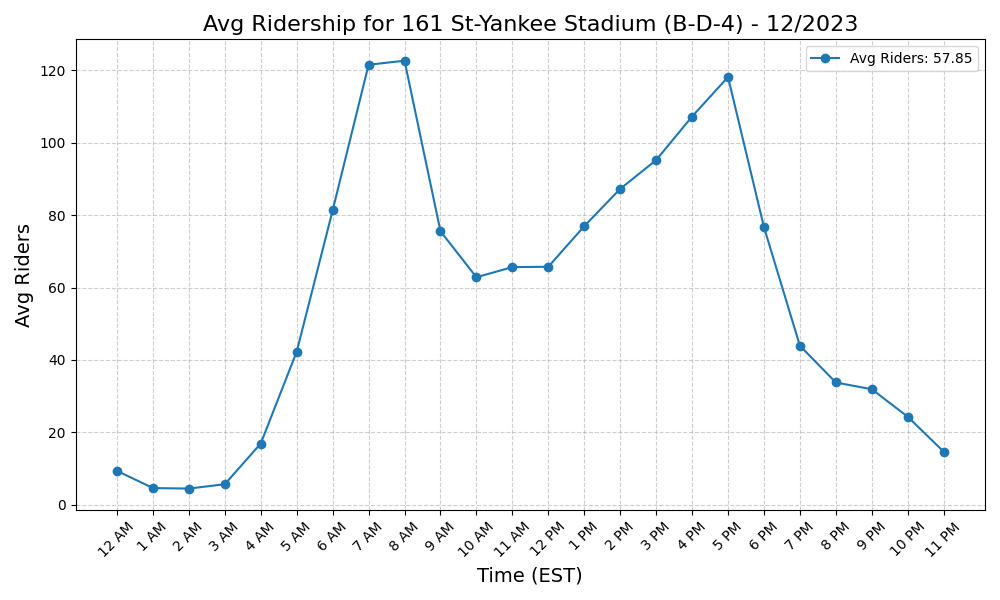 Avg Ridership for 161 St-Yankee Stadium (B-D-4) - 12/2023
Avg Riders: 57.85
Avg Riders
120
100
80
60
40
20
0
12 AM
1 AM
2 AM
3 AM
4 AM
5 AM
6 AM
7 AM
8 AM
9 AM
10 AM
11 AM
12 PM
1 PM
2 PM
3 PM
4 PM
5 PM
6 PM
7 PM
8 PM
9 PM
10 PM
11 PM
Time (EST)